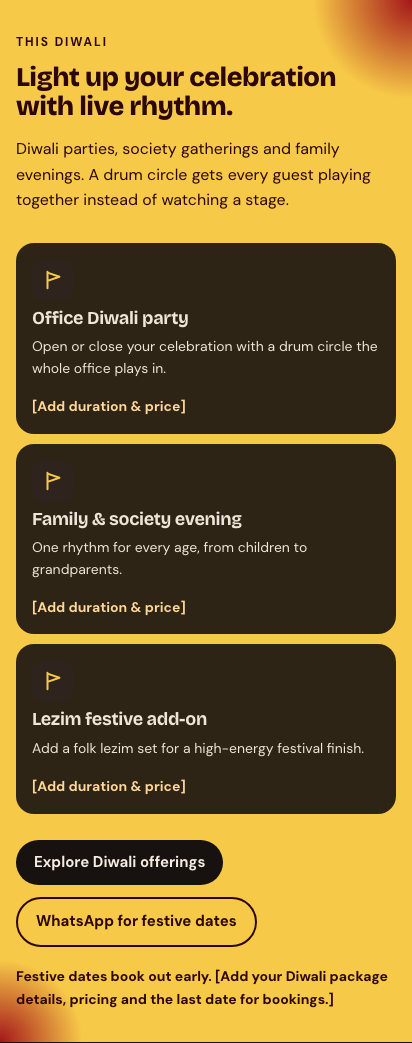 THIS DIWALI
Light up your celebration
with live rhythm.
Diwali parties, society gatherings and family
evenings. A drum circle gets every guest playing
together instead of watching a stage.
Office Diwali party
Open or close your celebration with a drum circle the
whole office plays in.
[Add duration & price]
Family & society evening
One rhythm for every age, from children to
grandparents.
[Add duration & price]
Lezim festive add-on
Add a folk lezim set for a high-energy festival finish.
[Add duration & price]
Explore Diwali offerings
WhatsApp for festive dates
Festive dates book out early. [Add your Diwali package
details, pricing and the last date for bookings.]